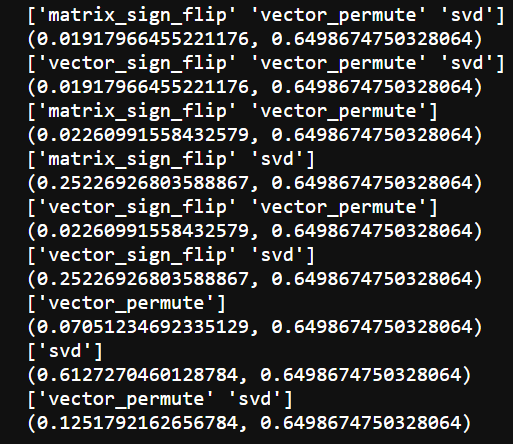 ['matrix_sign_flip' 'vector_permute' 'svd']
(0.01917966455221176, 0.6498674750328064)
['vector_sign_flip' 'vector_permute' 'svd']
(0.01917966455221176, 0.6498674750328064)
['matrix_sign_flip' 'vector_permute']
(0.02260991558432579, 0.6498674750328064)
['matrix_sign_flip' 'svd']
(0.25226926803588867, 0.6498674750328064)
['vector_sign_flip' 'vector_permute']
(0.02260991558432579, 0.6498674750328064)
['vector_sign_flip' 'svd']
(0.25226926803588867, 0.6498674750328064)
['vector_permute']
(0.07051234692335129, 0.6498674750328064)
['svd']
(0.6127270460128784, 0.6498674750328064)
['vector_permute' 'svd']
(0.1251792162656784, 0.6498674750328064)